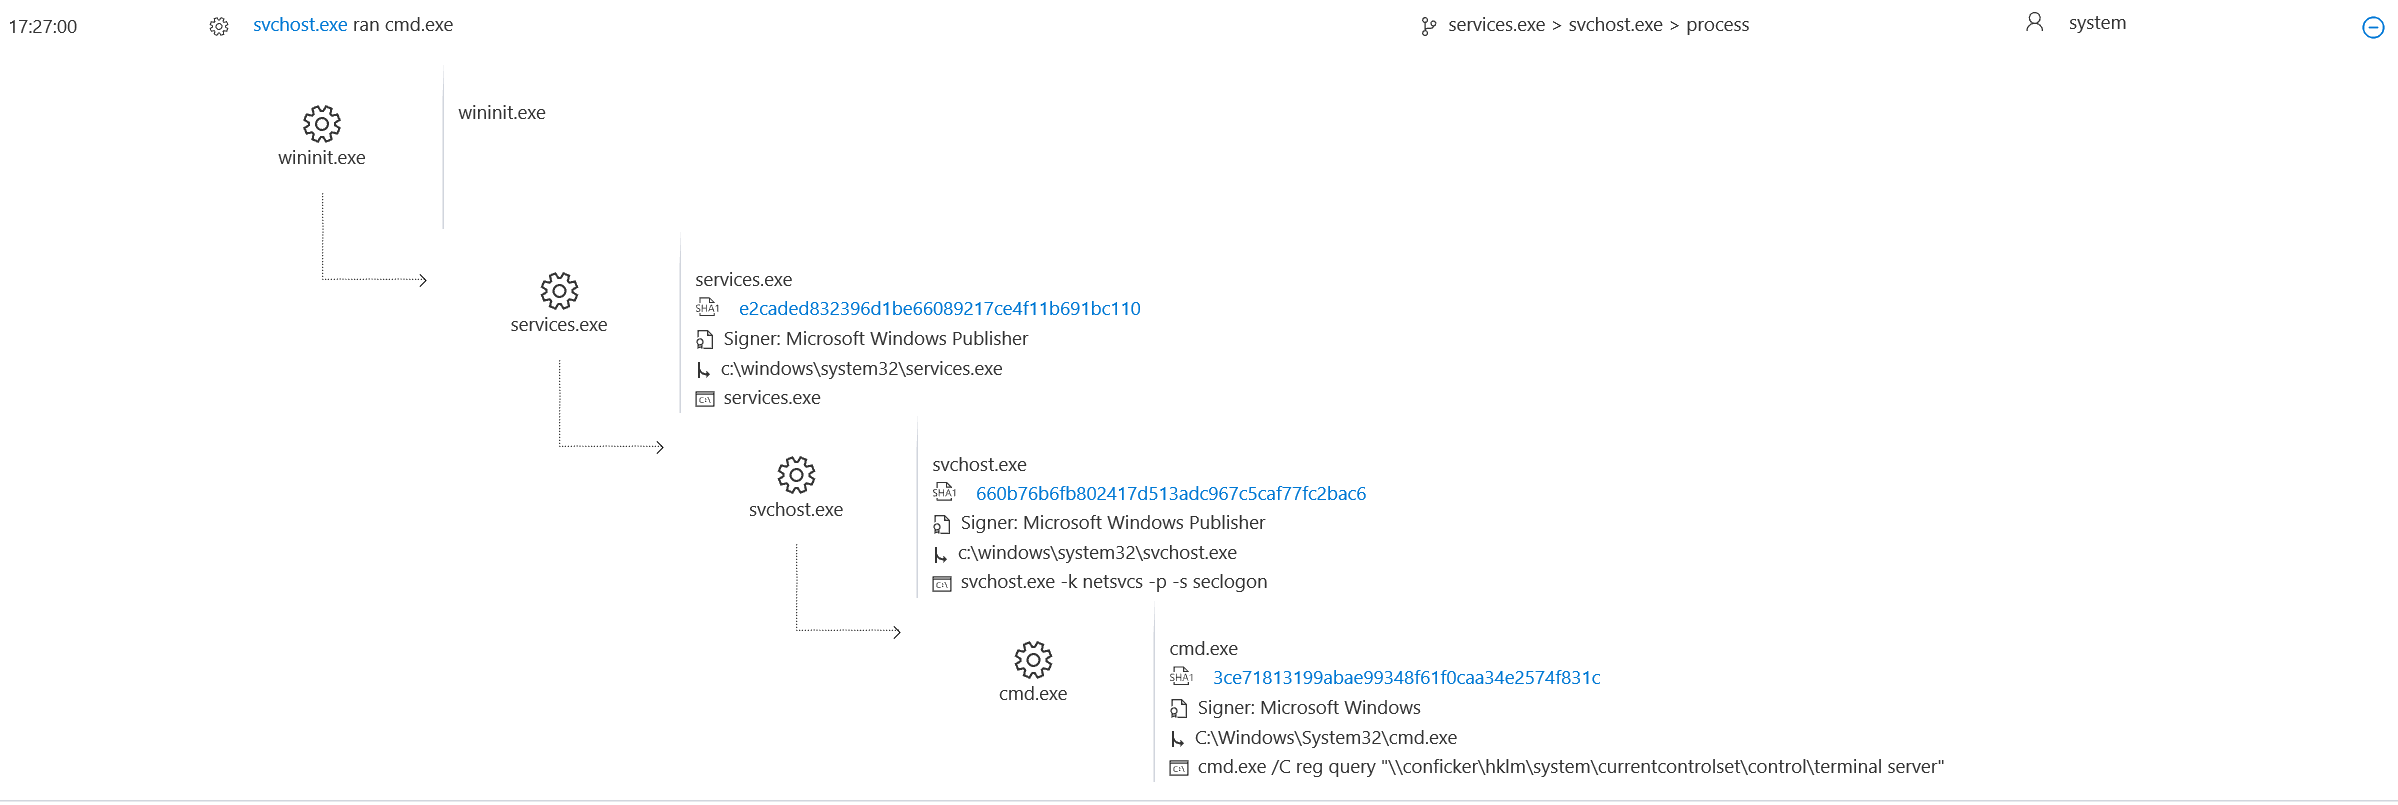 17:27:00 svchost.exe ran cmd.exe services.exe > svchost.exe > process system
wininit.exe
wininit.exe
services.exe
services.exe
SHA1 e2caded832396d1be66089217ce4f11b691bc110
Signer: Microsoft Windows Publisher
c:\windows\system32\services.exe
C:\ services.exe
svchost.exe
svchost.exe
SHA1 660b76b6fb802417d513adc967c5caf77fc2bac6
Signer: Microsoft Windows Publisher
c:\windows\system32\svchost.exe
C:\ svchost.exe -k netsvcs -p -s seclogon
cmd.exe
cmd.exe
SHA1 3ce71813199abae99348f61f0caa34e2574f831c
Signer: Microsoft Windows
C:\Windows\System32\cmd.exe
C:\ cmd.exe /C reg query "\\conficker\hklm\system\currentcontrolset\control\terminal server"